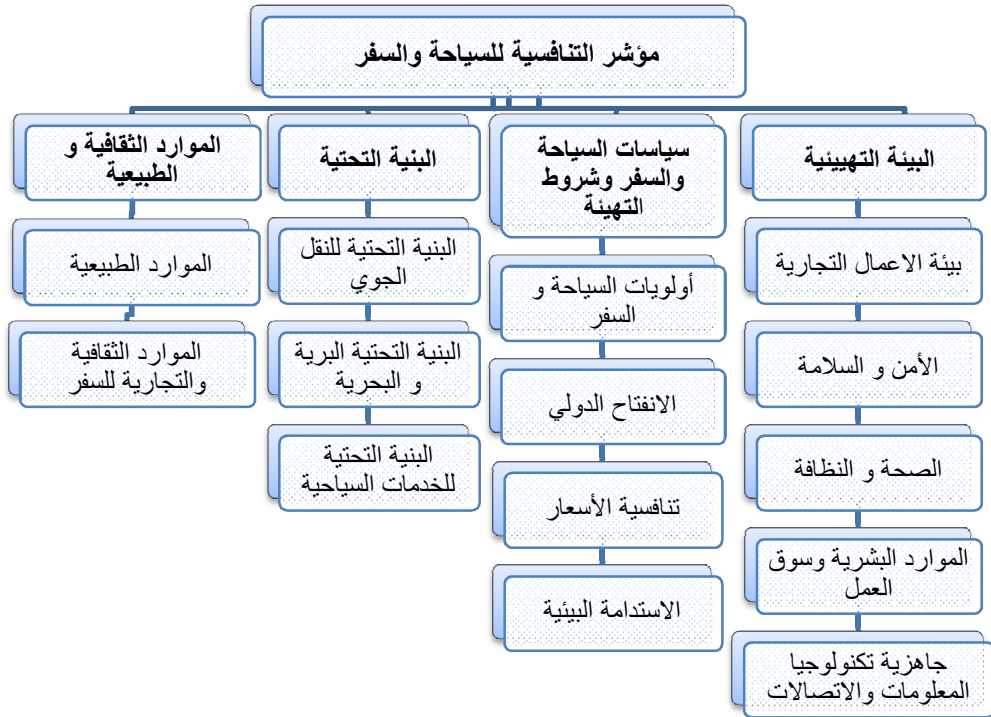 مؤشر التنافسية للسياحة والسفر
البيئة التهييئية
بيئة الاعمال التجارية
الأمن و السلامة
الصحة و النظافة
الموارد البشرية وسوق
العمل
جاهزية تكنولوجيا
المعلومات والاتصالات
سياسات السياحة
والسفر وشروط
التهيئة
أولويات السياحة و
السفر
الانفتاح الدولي
تنافسية الأسعار
الاستدامة البيئية
البنية التحتية
البنية التحتية للنقل
الجوي
البنية التحتية البرية
و البحرية
البنية التحتية
للخدمات السياحية
الموارد الثقافية و
الطبيعية
الموارد الطبيعية
الموارد الثقافية
والتجارية للسفر